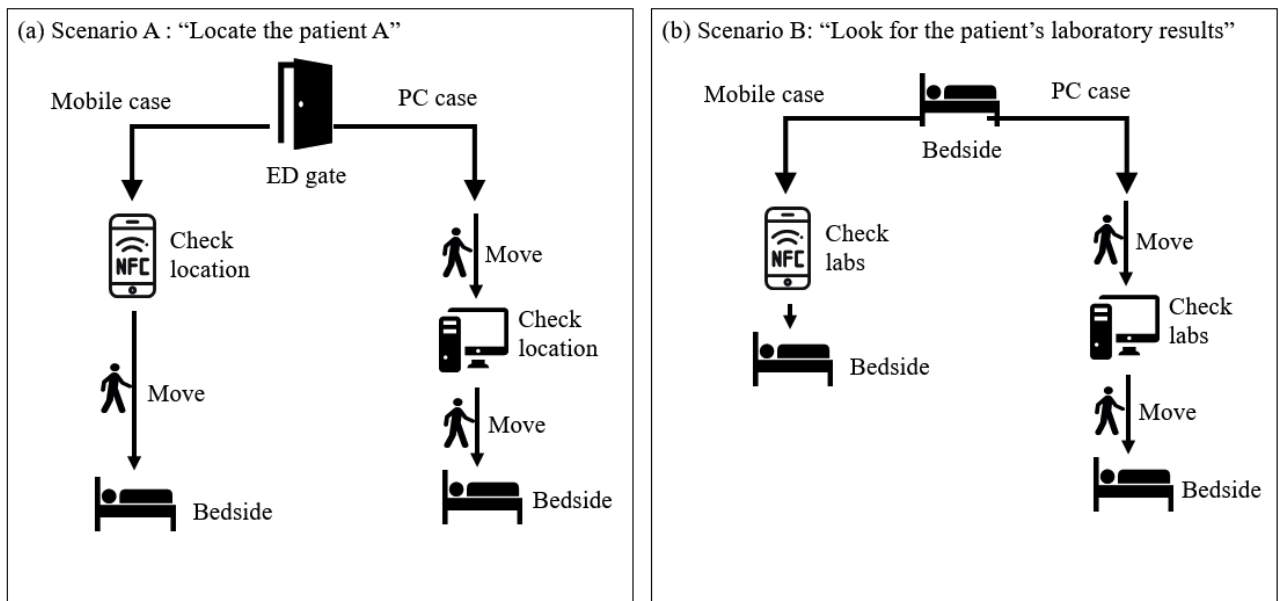 (a) Scenario A : “Locate the patient A”
Mobile case
PC case
ED gate
NFC
Check
location
Move
Bedside
Move
Check
location
Move
Bedside
(b) Scenario B: “Look for the patient’s laboratory results”
Mobile case
PC case
Bedside
NFC
Check
labs
Bedside
Move
Check
labs
Move
Bedside